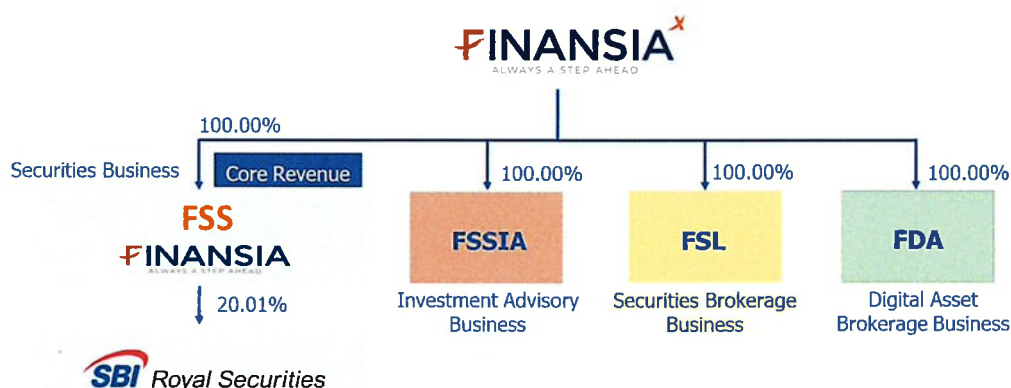 FINANSIA X
ALWAYS A STEP AHEAD
100.00%
Securities Business
Core Revenue
100.00%
100.00%
100.00%
FSS
FINANSIA
ALWAYS A STEP AHEAD
FSSIA
FSL
FDA
20.01%
Investment Advisory
Business
Securities Brokerage
Business
Digital Asset
Brokerage Business
SBI Royal Securities